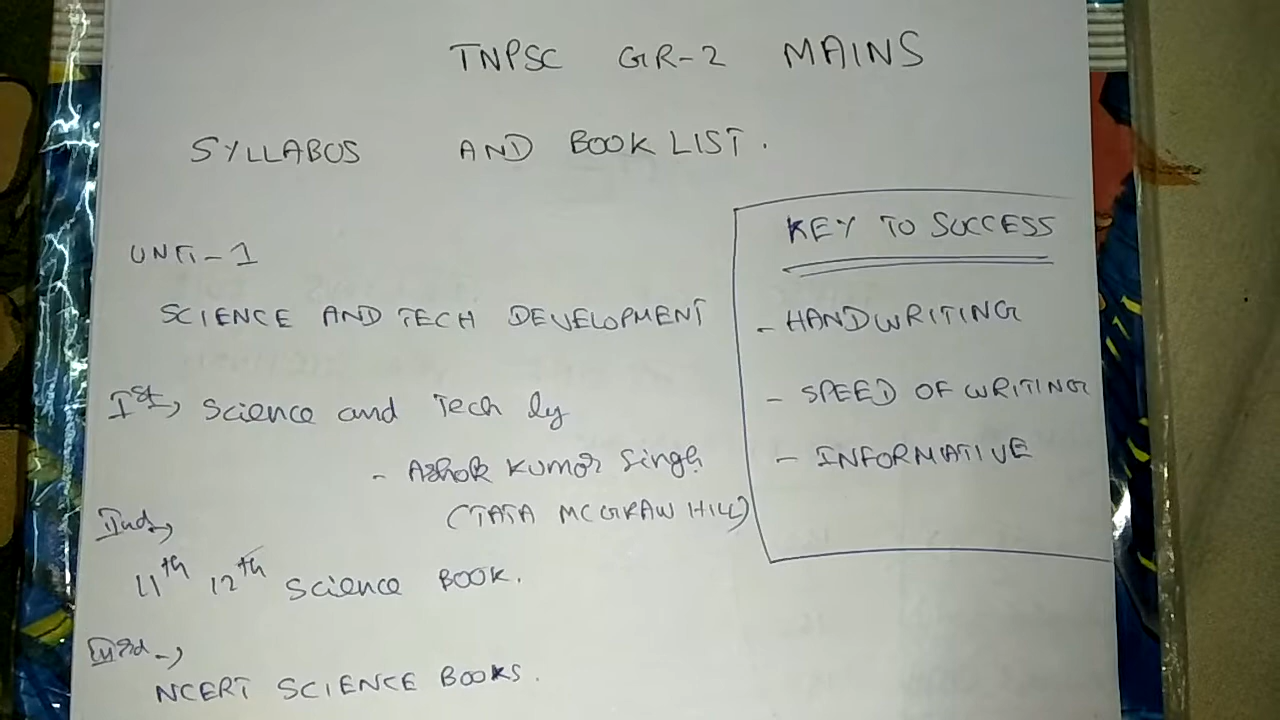 TNPSC GR-2 MAINS
SYLLABOS AND BOOK LIST.
UNIT-1
SCIENCE AND TECH DEVELOPMENT
Ist, Science and Tech by
- Ashok Kumar Singh
(TATA MCGRAW HILL)
IInd,
11th 12th Science BOOK.
IIIrd -,
NCERT SCIENCE BOOKS.
KEY TO SUCCESS
- HANDWRITING
- SPEED OF WRITING
- INFORMATIVE